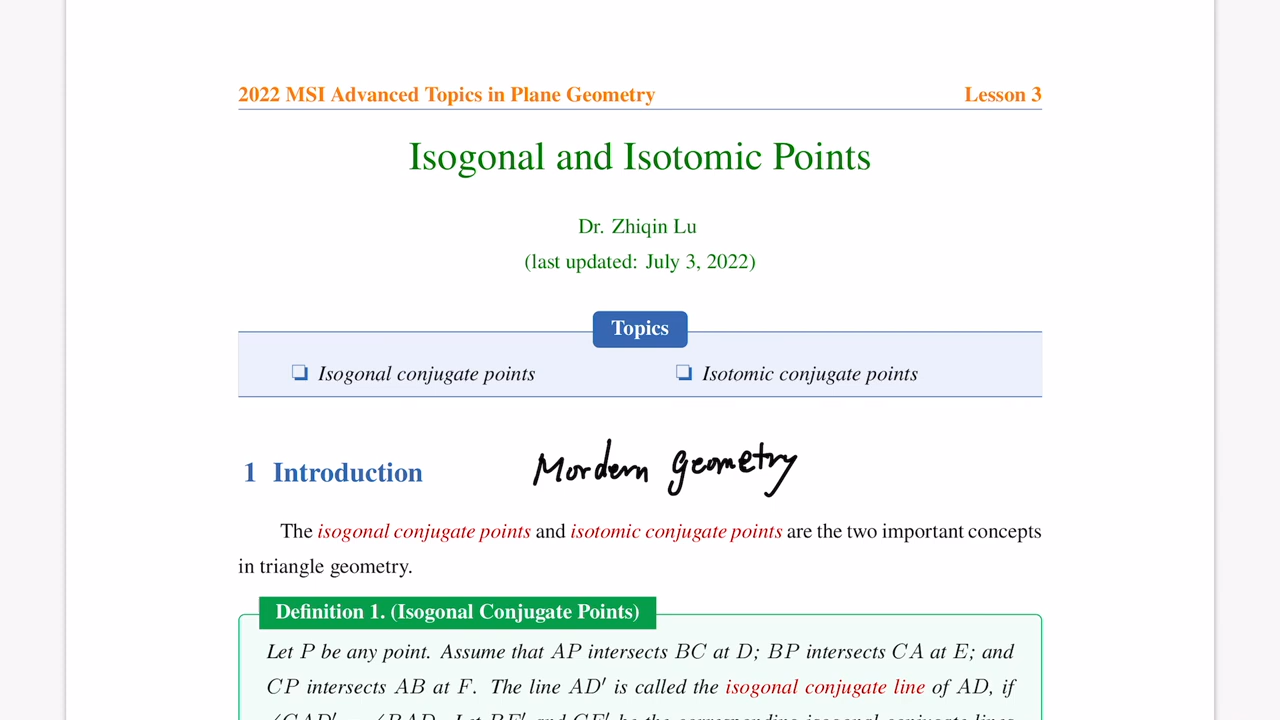 2022 MSI Advanced Topics in Plane Geometry Lesson 3
Isogonal and Isotomic Points
Dr. Zhiqin Lu
(last updated: July 3, 2022)
Topics
❏ Isogonal conjugate points ❏ Isotomic conjugate points
1 Introduction Mordern geometry
The isogonal conjugate points and isotomic conjugate points are the two important concepts
in triangle geometry.
Definition 1. (Isogonal Conjugate Points)
Let P be any point. Assume that AP intersects BC at D; BP intersects CA at E; and
CP intersects AB at F. The line AD′ is called the isogonal conjugate line of AD, if